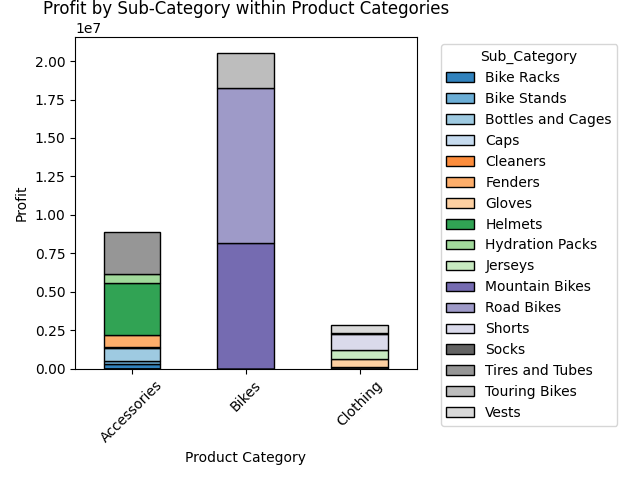 Profit by Sub-Category within Product Categories
1e7
2.00
1.75
1.50
1.25
1.00
0.75
0.50
0.25
0.00
Profit
Accessories
Bikes
Clothing
Product Category
Sub_Category
Bike Racks
Bike Stands
Bottles and Cages
Caps
Cleaners
Fenders
Gloves
Helmets
Hydration Packs
Jerseys
Mountain Bikes
Road Bikes
Shorts
Socks
Tires and Tubes
Touring Bikes
Vests